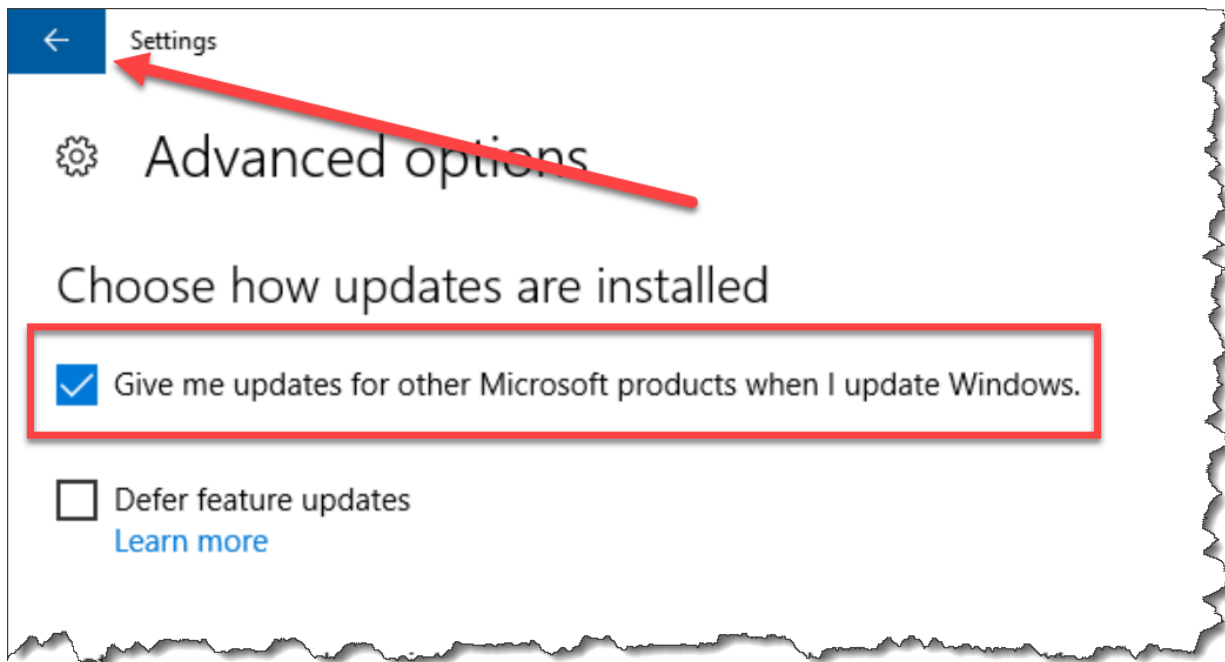 Settings
Advanced options
Choose how updates are installed
Give me updates for other Microsoft products when I update Windows.
Defer feature updates
Learn more